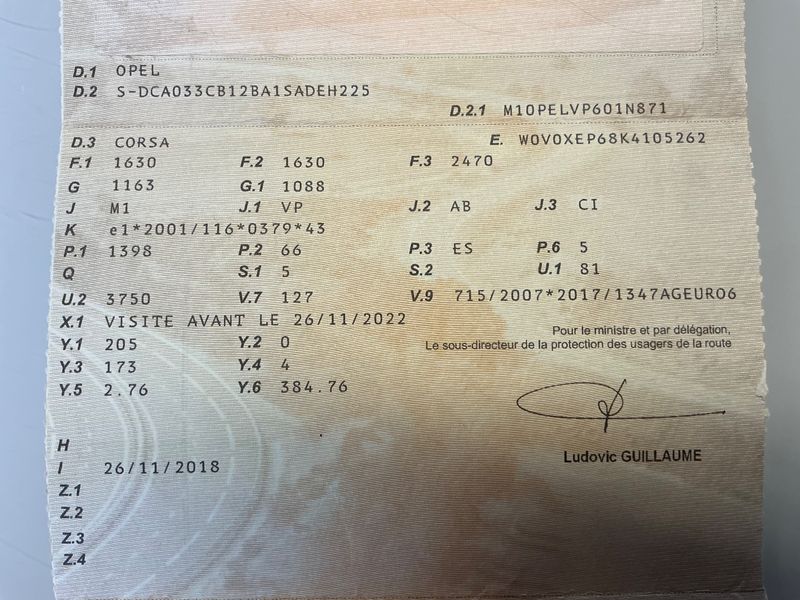 D.1 OPEL
D.2 S-DCA033CB12BA1SADEH225
D.2.1 M10PELVP601N871
D.3 CORSA E. W0V0XEP68K4105262
F.1 1630 F.2 1630 F.3 2470
G 1163 G.1 1088
J M1 J.1 VP J.2 AB J.3 CI
K e1*2001/116*0379*43
P.1 1398 P.2 66 P.3 ES P.6 5
Q S.1 5 S.2 U.1 81
U.2 3750 V.7 127 V.9 715/2007*2017/1347AGEURO6
X.1 VISITE AVANT LE 26/11/2022
Pour le ministre et par délégation,
Y.1 205 Y.2 0 Le sous-directeur de la protection des usagers de la route
Y.3 173 Y.4 4
Y.5 2.76 Y.6 384.76
H
Ludovic GUILLAUME
I 26/11/2018
Z.1
Z.2
Z.3
Z.4